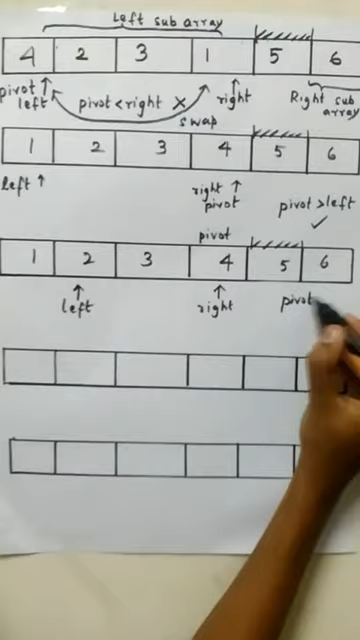 Left sub array
4 2 3 1 5 6
pivot left pivot < right X right Right sub array
swap
1 2 3 4 5 6
left right pivot pivot > left ✓
pivot
1 2 3 4 5 6
left right pivot